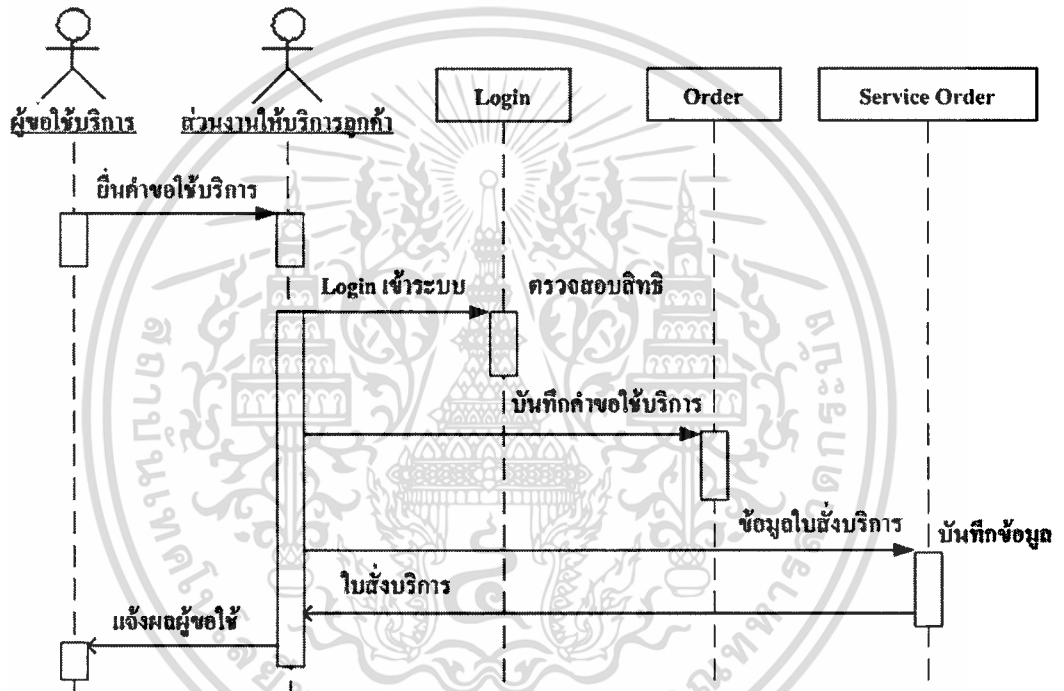 ผู้ขอใช้บริการ
ส่วนงานให้บริการลูกค้า
Login
Order
Service Order
ยื่นคำขอใช้บริการ
Login เข้าระบบ
ตรวจสอบสิทธิ
บันทึกคำขอใช้บริการ
ข้อมูลใบสั่งบริการ
บันทึกข้อมูล
ใบสั่งบริการ
แจ้งผลผู้ขอใช้